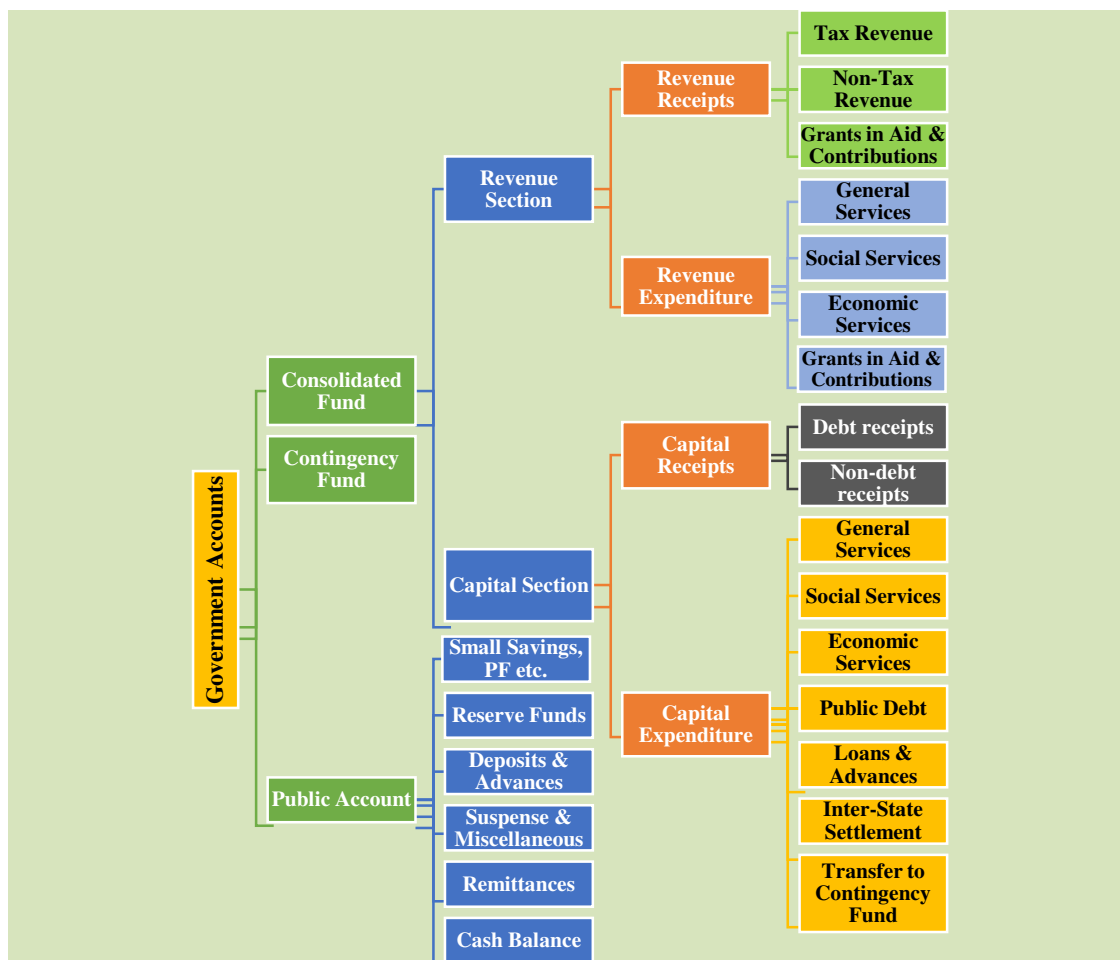 Government Accounts
Consolidated
Fund
Contingency
Fund
Public Account
Revenue
Section
Capital Section
Small Savings,
PF etc.
Reserve Funds
Deposits &
Advances
Suspense &
Miscellaneous
Remittances
Cash Balance
Revenue
Receipts
Revenue
Expenditure
Capital
Receipts
Capital
Expenditure
Tax Revenue
Non-Tax
Revenue
Grants in Aid &
Contributions
General
Services
Social Services
Economic
Services
Grants in Aid &
Contributions
Debt receipts
Non-debt
receipts
General
Services
Social Services
Economic
Services
Public Debt
Loans &
Advances
Inter-State
Settlement
Transfer to
Contingency
Fund